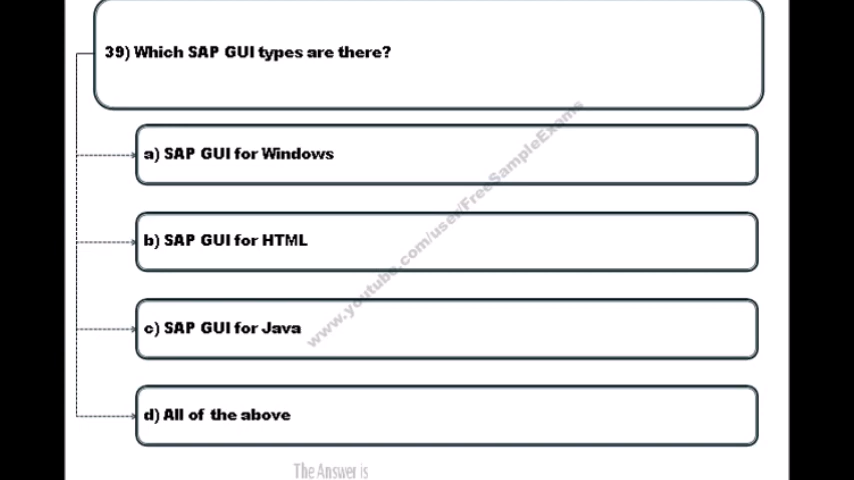 39) Which SAP GUI types are there?
a) SAP GUI for Windows
b) SAP GUI for HTML
c) SAP GUI for Java
d) All of the above
www.youtube.com/user/FreeSampleExams
The Answer is